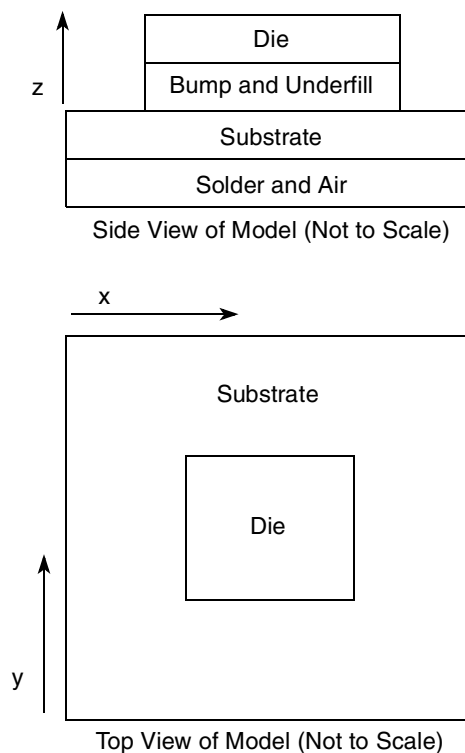 Die
z
Bump and Underfill
Substrate
Solder and Air
Side View of Model (Not to Scale)
x
Substrate
Die
y
Top View of Model (Not to Scale)